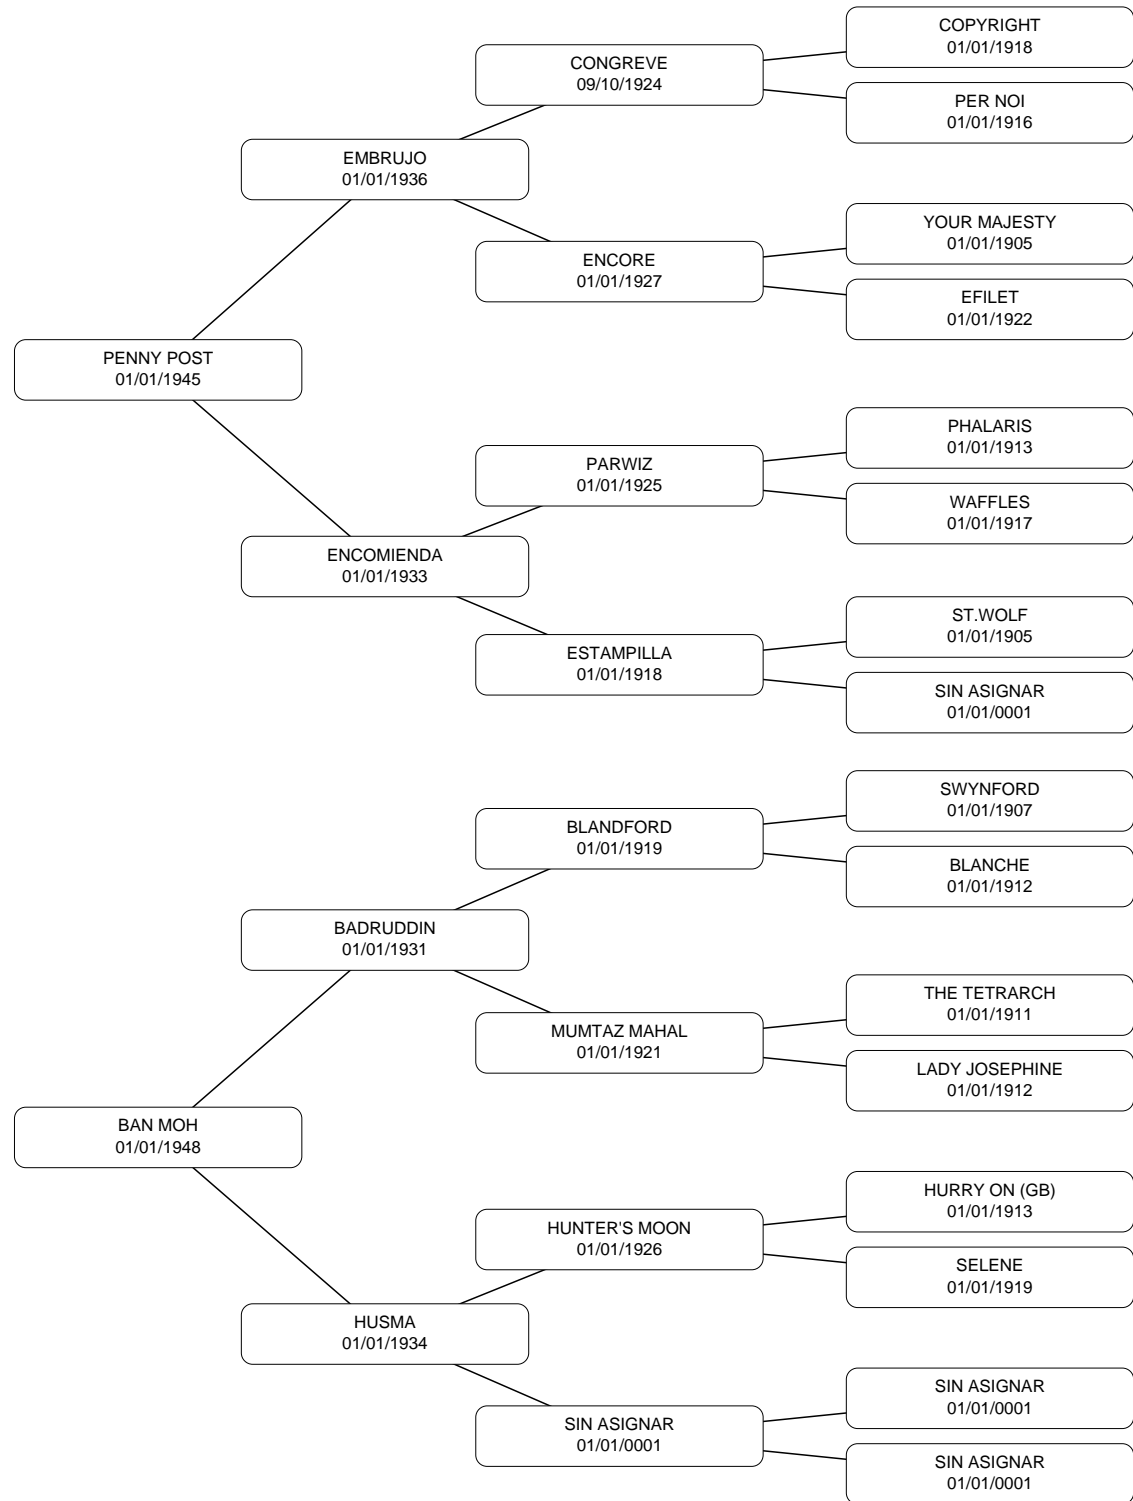 COPYRIGHT
01/01/1918
CONGREVE
09/10/1924
PER NOI
01/01/1916
EMBRUJO
01/01/1936
YOUR MAJESTY
01/01/1905
ENCORE
01/01/1927
EFILET
01/01/1922
PENNY POST
01/01/1945
PHALARIS
01/01/1913
PARWIZ
01/01/1925
WAFFLES
01/01/1917
ENCOMIENDA
01/01/1933
ST.WOLF
01/01/1905
ESTAMPILLA
01/01/1918
SIN ASIGNAR
01/01/0001
SWYNFORD
01/01/1907
BLANDFORD
01/01/1919
BLANCHE
01/01/1912
BADRUDDIN
01/01/1931
THE TETRARCH
01/01/1911
MUMTAZ MAHAL
01/01/1921
LADY JOSEPHINE
01/01/1912
BAN MOH
01/01/1948
HURRY ON (GB)
01/01/1913
HUNTER'S MOON
01/01/1926
SELENE
01/01/1919
HUSMA
01/01/1934
SIN ASIGNAR
01/01/0001
SIN ASIGNAR
01/01/0001
SIN ASIGNAR
01/01/0001